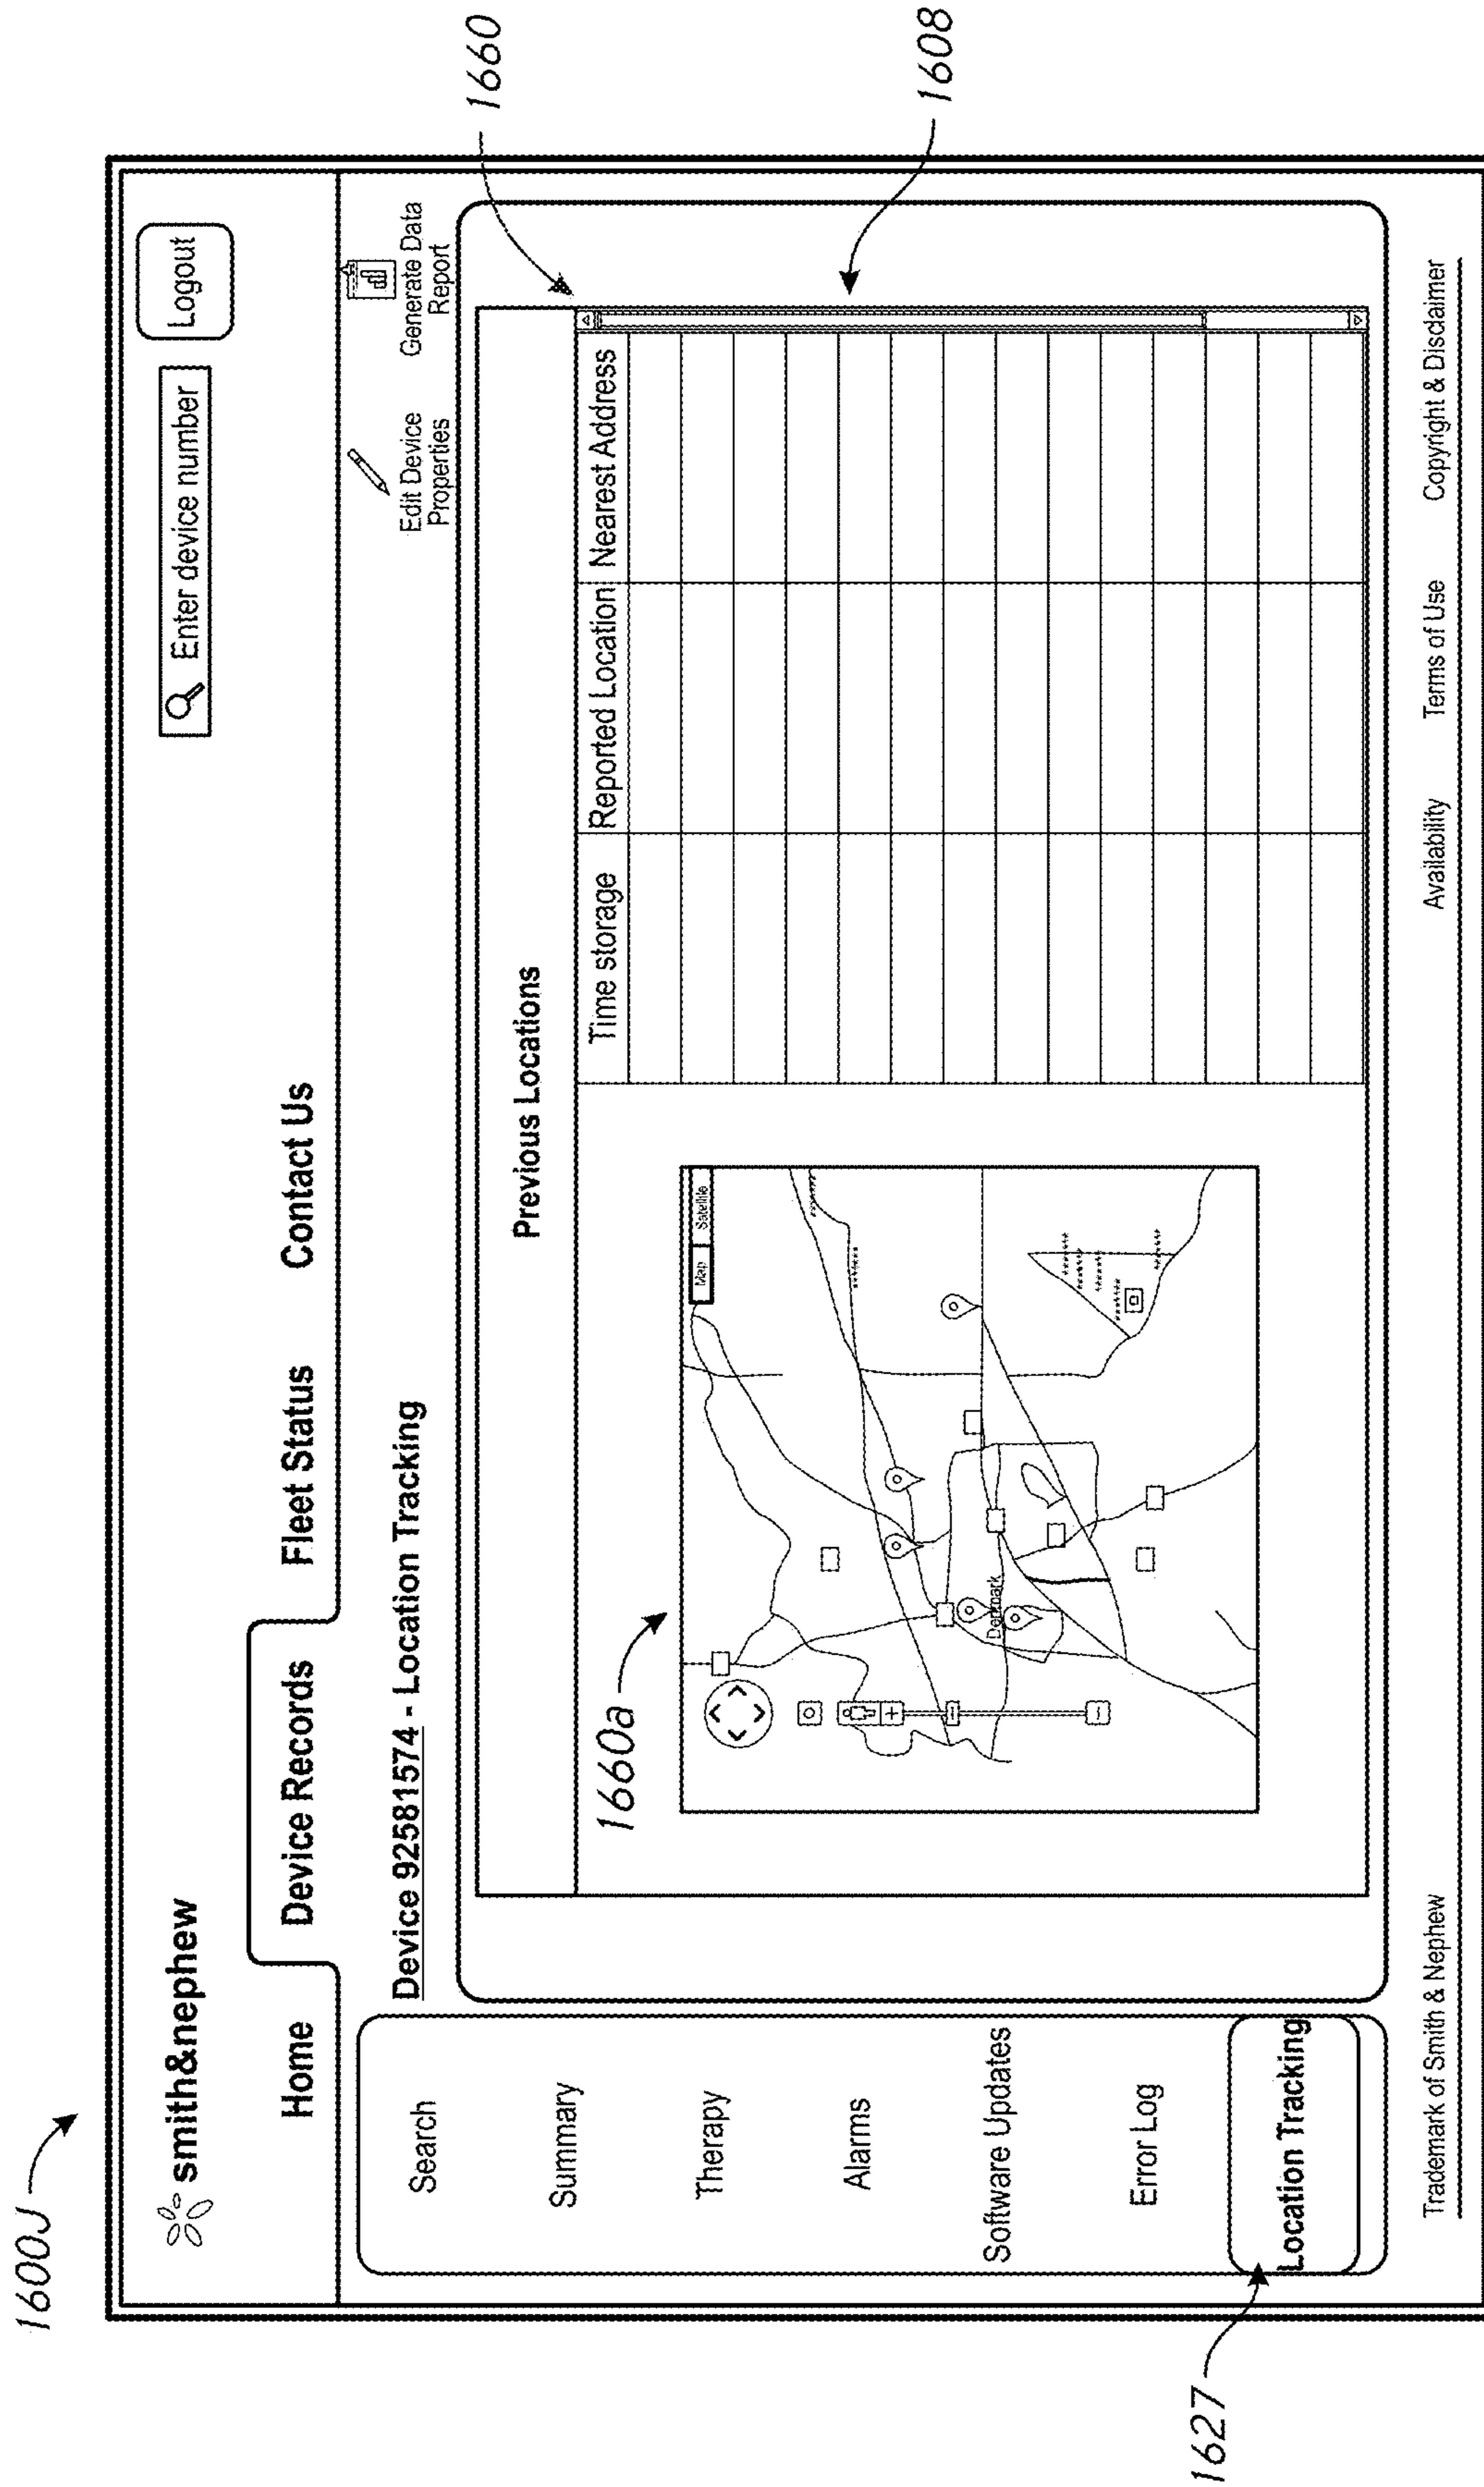 1600J
smith&nephew
Enter device number
Logout
Home
Device Records
Fleet Status
Contact Us
Device 92581574 - Location Tracking
Edit Device
Properties
Generate Data
Report
1660
Search
Summary
Therapy
Alarms
Software Updates
Error Log
Location Tracking
1627
Previous Locations
1660a
Map
Satellite
Denmark
Time storage
Reported Location
Nearest Address
1608
Trademark of Smith & Nephew
Availability
Terms of Use
Copyright & Disclaimer